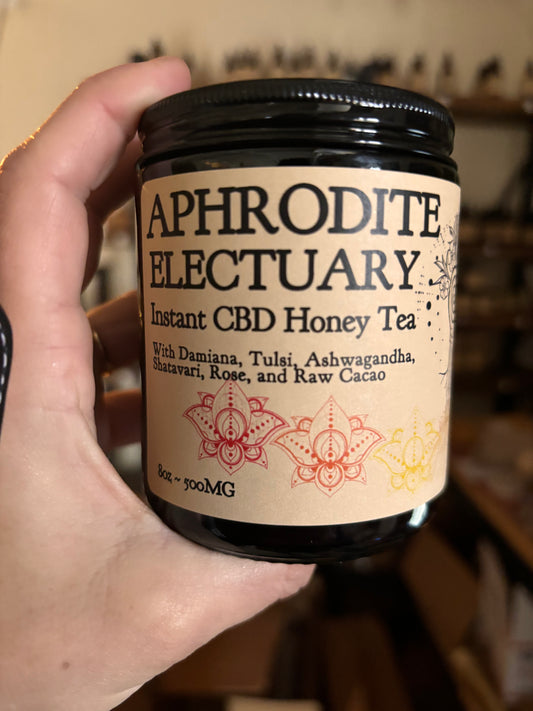 APHRODITE
ELECTUARY
Instant CBD Honey Tea
With Damiana, Tulsi, Ashwagandha,
Shatavari, Rose, and Raw Cacao
8oz ~ 500MG